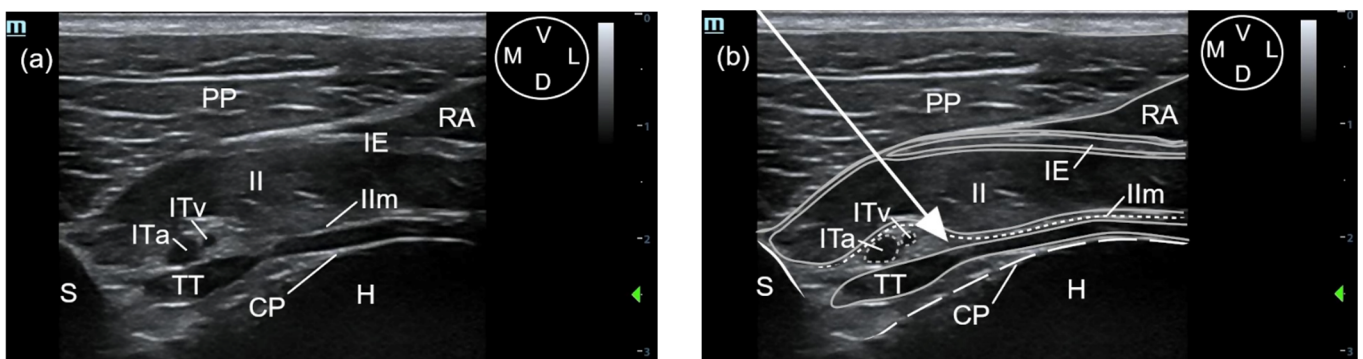 m
(a)
V
M L
D
0
PP
RA
1
IE
II
IIm
ITv
ITa
2
TT
S
CP
H
3
m
(b)
V
M L
D
0
PP
RA
1
IE
II
IIm
ITv
ITa
2
TT
S
CP
H
3